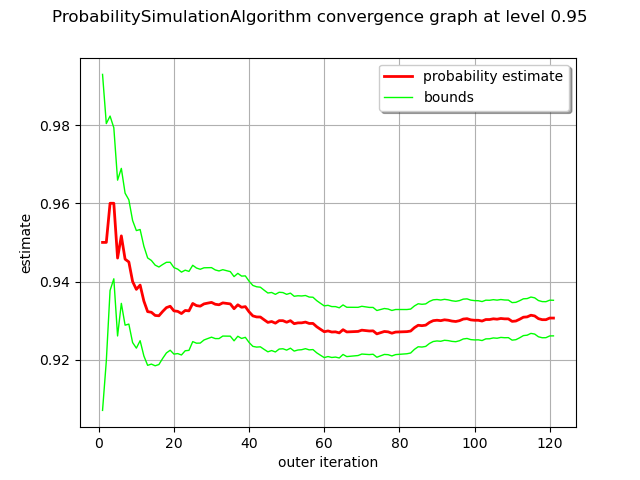 ProbabilitySimulationAlgorithm convergence graph at level 0.95
probability estimate
bounds
0.98
0.96
0.94
0.92
estimate
0 20 40 60 80 100 120
outer iteration